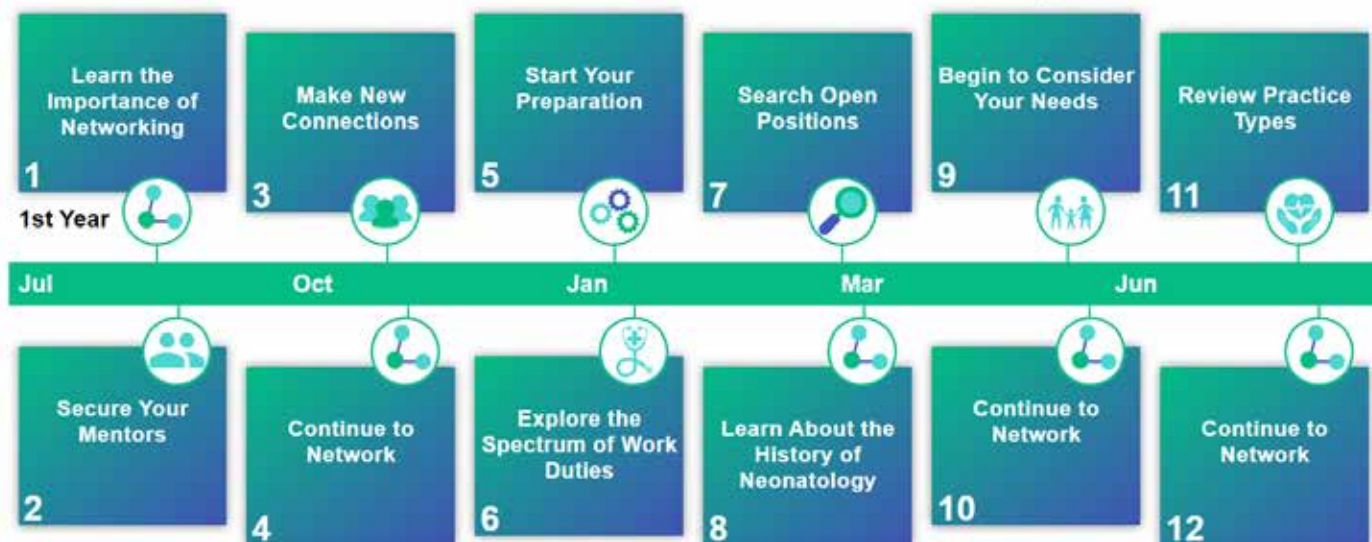 Learn the
Importance of
Networking
1
1st Year
Make New
Connections
3
Start Your
Preparation
5
Search Open
Positions
7
Begin to Consider
Your Needs
9
Review Practice
Types
11
Jul
Oct
Jan
Mar
Jun
Secure Your
Mentors
2
Continue to
Network
4
Explore the
Spectrum of Work
Duties
6
Learn About the
History of
Neonatology
8
Continue to
Network
10
Continue to
Network
12